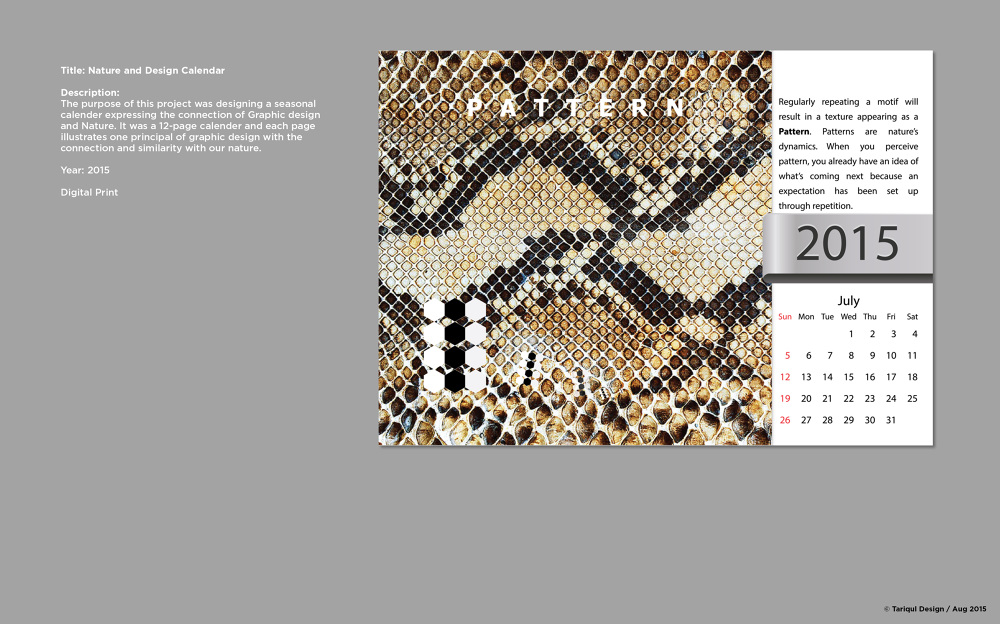 Title: Nature and Design Calendar
Description:
The purpose of this project was designing a seasonal
calender expressing the connection of Graphic design
and Nature. It was a 12-page calender and each page
illustrates one principal of graphic design with the
connection and similarity with our nature.
Year: 2015
Digital Print
PATTERN
Regularly repeating a motif will
result in a texture appearing as a
Pattern. Patterns are nature's
dynamics. When you perceive
pattern, you already have an idea of
what's coming next because an
expectation has been set up
through repetition.
2015
July
Sun Mon Tue Wed Thu Fri Sat
1 2 3 4
5 6 7 8 9 10 11
12 13 14 15 16 17 18
19 20 21 22 23 24 25
26 27 28 29 30 31
© Tariqul Design / Aug 2015